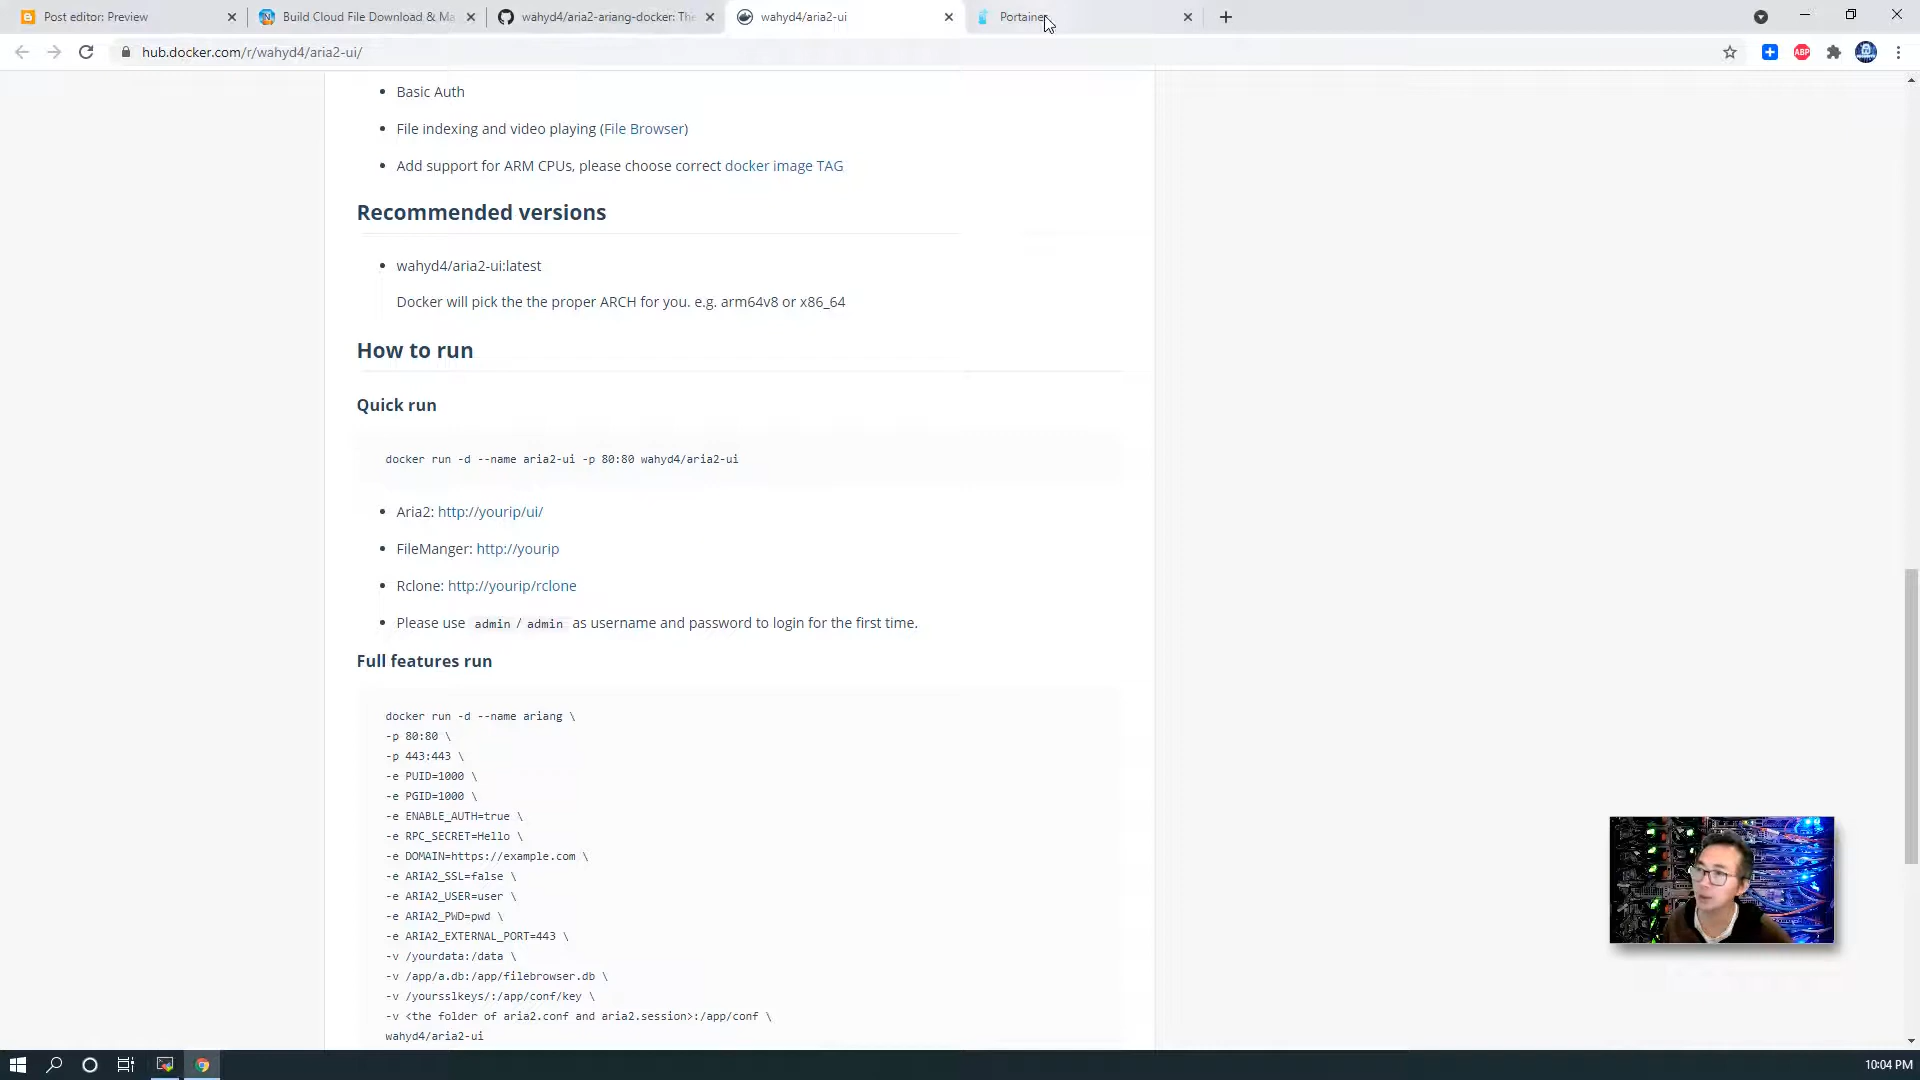 Post editor: Preview
Build Cloud File Download & Ma
wahyd4/aria2-ariang-docker: The
wahyd4/aria2-ui
Portainer
hub.docker.com/r/wahyd4/aria2-ui/
ABP
Basic Auth
File indexing and video playing (File Browser)
Add support for ARM CPUs, please choose correct docker image TAG
Recommended versions
wahyd4/aria2-ui:latest
Docker will pick the the proper ARCH for you. e.g. arm64v8 or x86_64
How to run
Quick run
docker run -d --name aria2-ui -p 80:80 wahyd4/aria2-ui
Aria2: http://yourip/ui/
FileManger: http://yourip
Rclone: http://yourip/rclone
Please use admin / admin as username and password to login for the first time.
Full features run
docker run -d --name ariang \
-p 80:80 \
-p 443:443 \
-e PUID=1000 \
-e PGID=1000 \
-e ENABLE_AUTH=true \
-e RPC_SECRET=Hello \
-e DOMAIN=https://example.com \
-e ARIA2_SSL=false \
-e ARIA2_USER=user \
-e ARIA2_PWD=pwd \
-e ARIA2_EXTERNAL_PORT=443 \
-v /yourdata:/data \
-v /app/a.db:/app/filebrowser.db \
-v /yoursslkeys/:/app/conf/key \
-v <the folder of aria2.conf and aria2.session>:/app/conf \
wahyd4/aria2-ui
10:04 PM